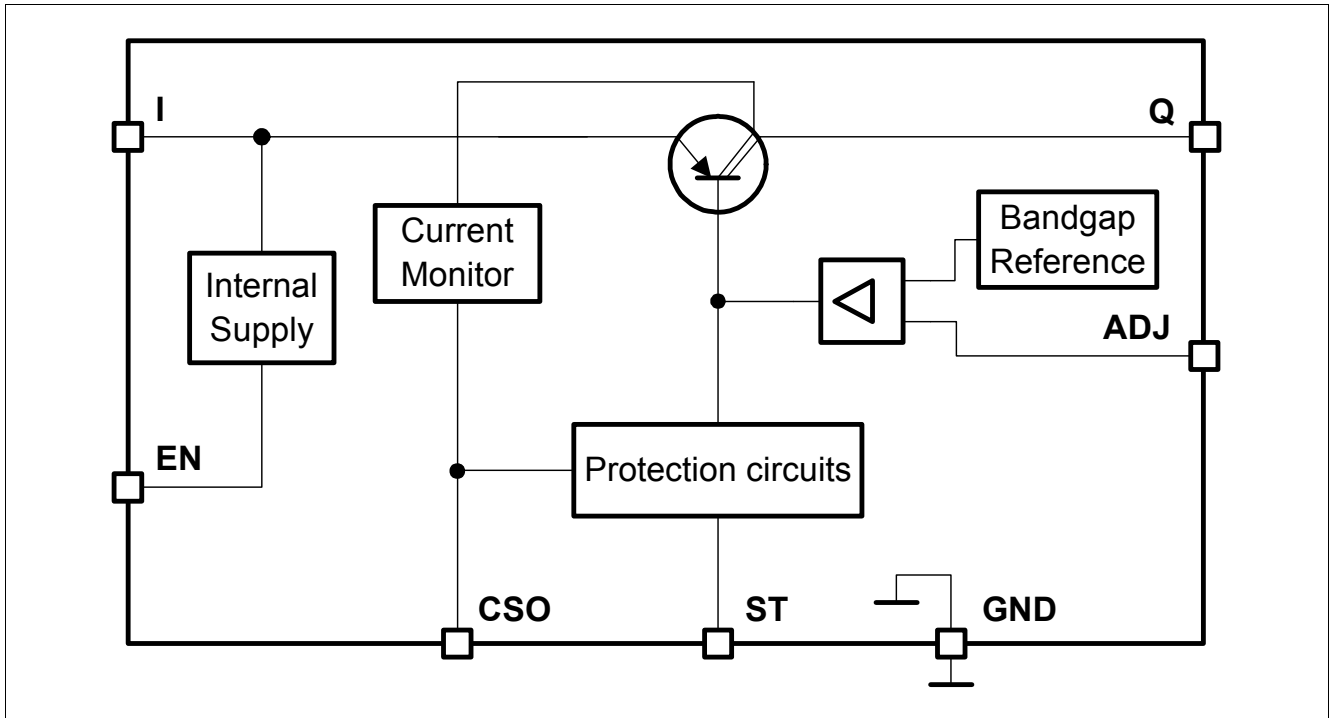 I
Q
Current
Monitor
Bandgap
Reference
Internal
Supply
ADJ
EN
Protection circuits
CSO
ST
GND